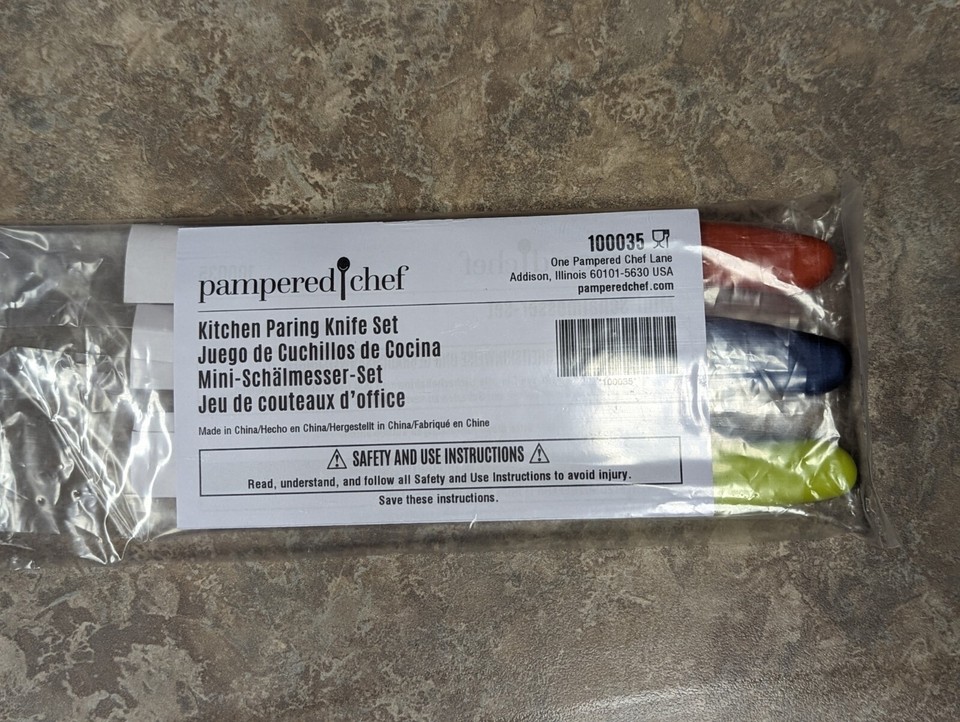 pampered chef
100035
One Pampered Chef Lane
Addison, Illinois 60101-5630 USA
pamperedchef.com
Kitchen Paring Knife Set
Juego de Cuchillos de Cocina
Mini-Schälmesser-Set
Jeu de couteaux d'office
*100035*
Made in China/Hecho en China/Hergestellt in China/Fabriqué en Chine
SAFETY AND USE INSTRUCTIONS
Read, understand, and follow all Safety and Use Instructions to avoid injury.
Save these instructions.